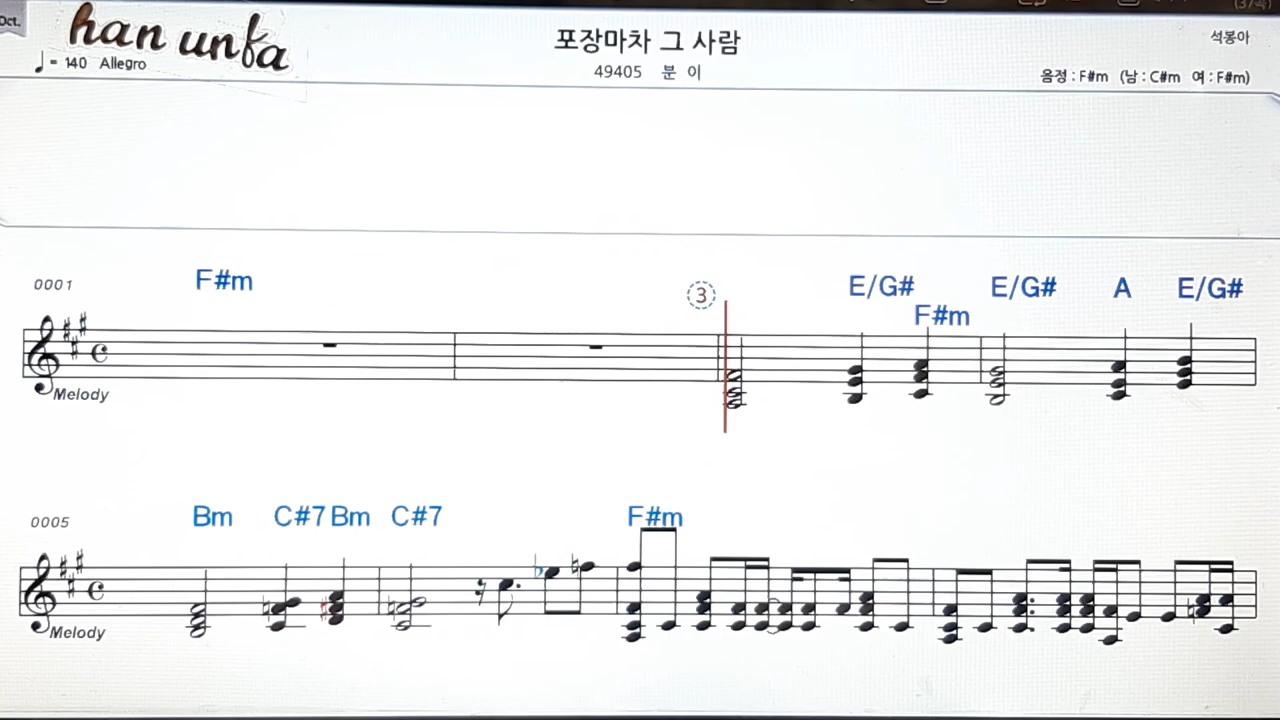 Oct.
han unfa
♩= 140 Allegro
포장마차 그 사람
49405 분 이
석봉아
음정 : F#m (남 : C#m 여 : F#m)
0001
F#m
3
E/G#
F#m
E/G#
A
E/G#
Melody
0005
Bm
C#7
Bm
C#7
F#m
Melody